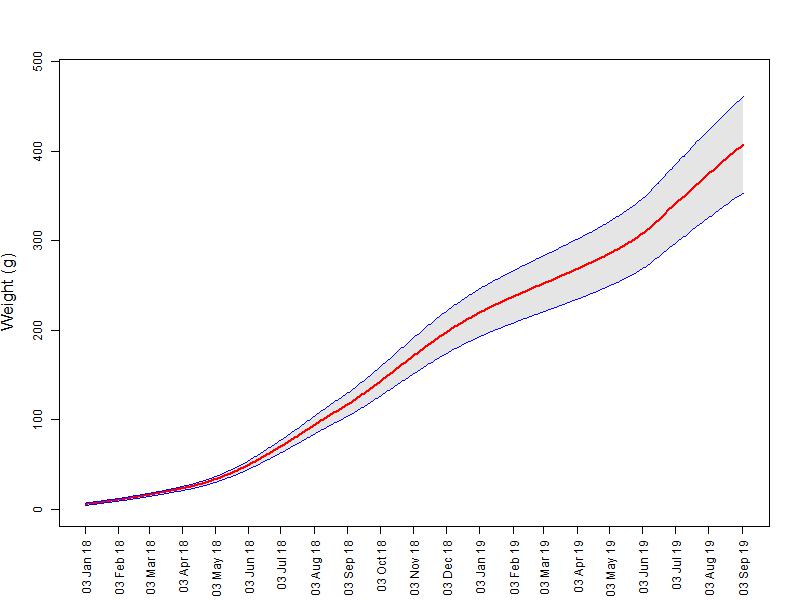 500
400
300
200
100
0
Weight (g)
03 Jan 18
03 Feb 18
03 Mar 18
03 Apr 18
03 May 18
03 Jun 18
03 Jul 18
03 Aug 18
03 Sep 18
03 Oct 18
03 Nov 18
03 Dec 18
03 Jan 19
03 Feb 19
03 Mar 19
03 Apr 19
03 May 19
03 Jun 19
03 Jul 19
03 Aug 19
03 Sep 19